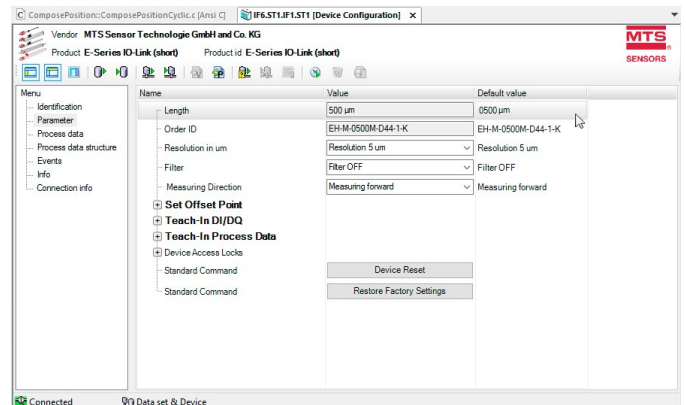 ComposePosition::ComposePositionCyclic.c [Ansi C] IF6.ST1.IF1.ST1 [Device Configuration] ×
Vendor MTS Sensor Technologie GmbH and Co. KG
Product E-Series IO-Link (short) Product id E-Series IO-Link (short)
MTS
SENSORS
Menu
Identification
Parameter
Process data
Process data structure
Events
Info
Connection info
Name Value Default value
Length 500 µm 0500 µm
Order ID EH-M-0500M-D44-1-K EH-M-0500M-D44-1-K
Resolution in um Resolution 5 um Resolution 5 um
Filter Filter OFF Filter OFF
Measuring Direction Measuring forward Measuring forward
Set Offset Point
Teach-In DI/DQ
Teach-In Process Data
Device Access Locks
Standard Command Device Reset
Standard Command Restore Factory Settings
Connected Data set & Device